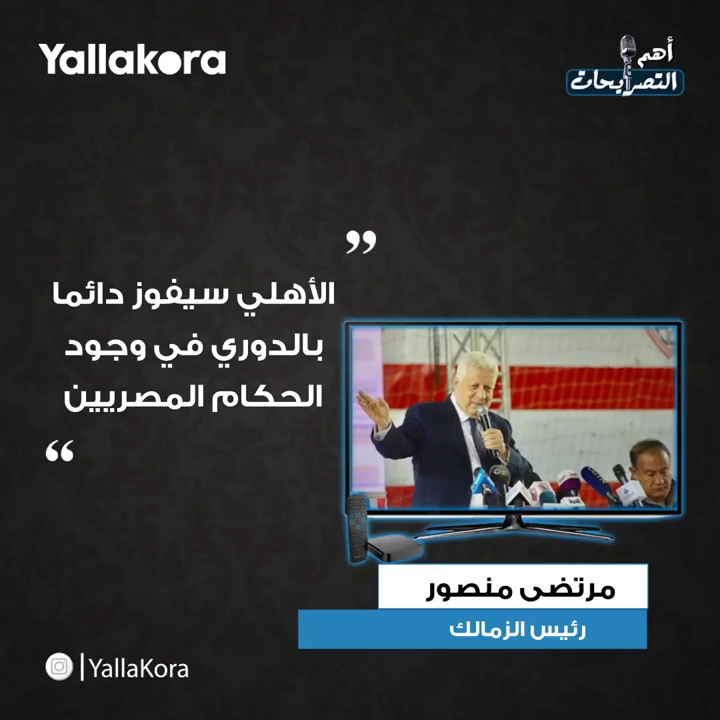 Yallakora
أهم
التصريحات
”
الأهلي سيفوز دائما
بالدوري في وجود
الحكام المصريين
“
مرتضى منصور
رئيس الزمالك
|YallaKora